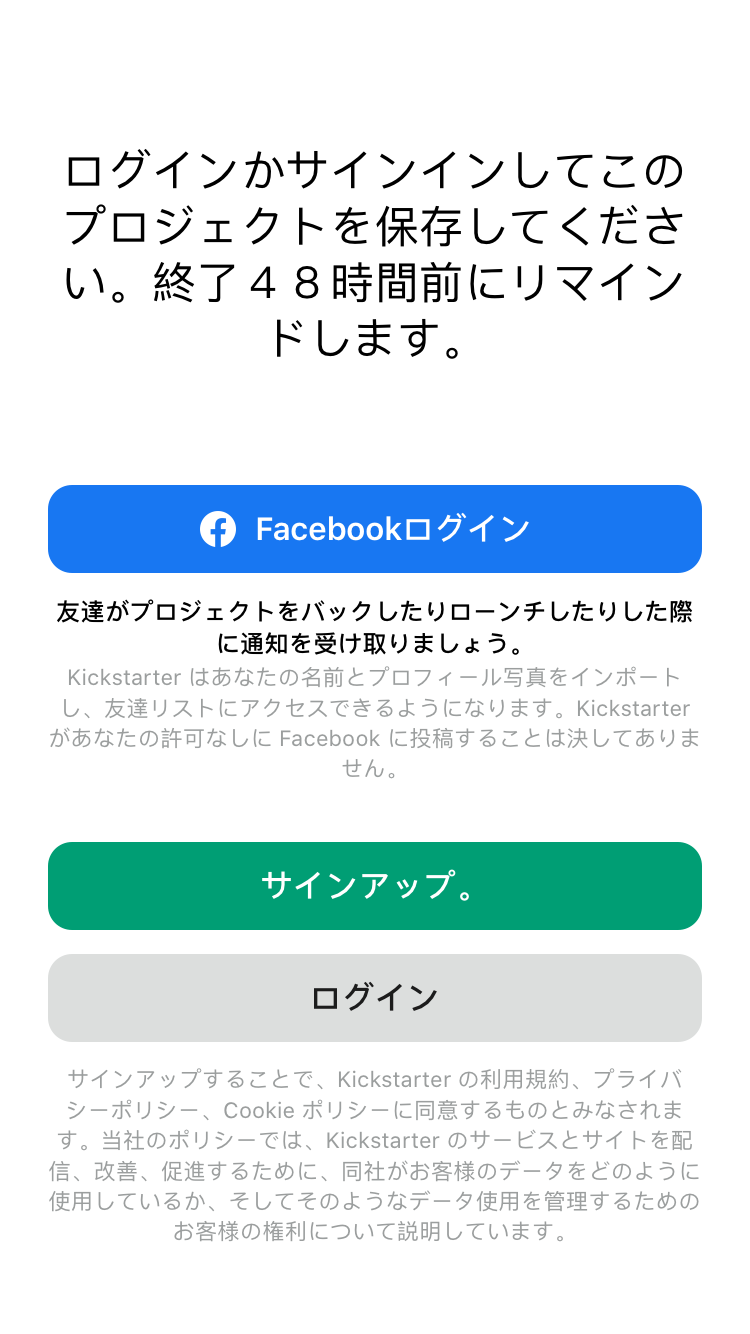 ログインかサインインしてこの
プロジェクトを保存してくださ
い。終了４８時間前にリマイン
ドします。
Facebookログイン
友達がプロジェクトをバックしたりローンチしたりした際
に通知を受け取りましょう。
Kickstarter はあなたの名前とプロフィール写真をインポート
し、友達リストにアクセスできるようになります。Kickstarter
があなたの許可なしに Facebook に投稿することは決してありま
せん。
サインアップ。
ログイン
サインアップすることで、Kickstarter の利用規約、プライバ
シーポリシー、Cookie ポリシーに同意するものとみなされま
す。当社のポリシーでは、Kickstarter のサービスとサイトを配
信、改善、促進するために、同社がお客様のデータをどのように
使用しているか、そしてそのようなデータ使用を管理するための
お客様の権利について説明しています。